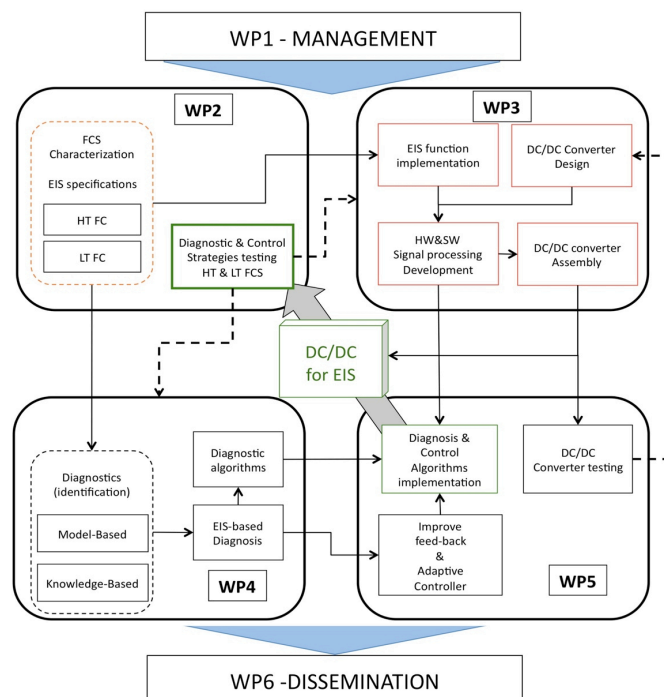 WP1 - MANAGEMENT
WP2
FCS
Characterization
EIS specifications
HT FC
LT FC
Diagnostic & Control
Strategies testing
HT & LT FCS
WP3
EIS function
implementation
DC/DC Converter
Design
HW&SW
Signal processing
Development
DC/DC converter
Assembly
DC/DC
for EIS
Diagnostics
(identification)
Model-Based
Knowledge-Based
Diagnostic
algorithms
EIS-based
Diagnosis
WP4
Diagnosis &
Control
Algorithms
implementation
DC/DC
Converter testing
Improve
feed-back
&
Adaptive
Controller
WP5
WP6 -DISSEMINATION